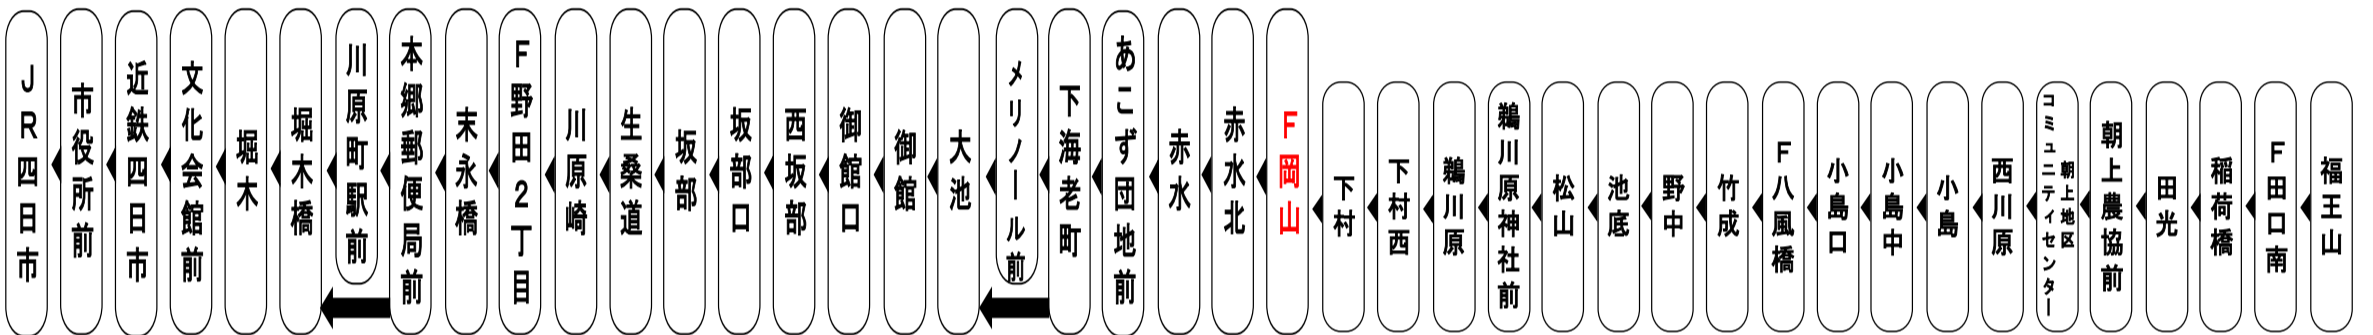 JR四日市
市役所前
近鉄四日市
文化会館前
堀木
堀木橋
川原町駅前
本郷郵便局前
末永橋
F野田2丁目
川原崎
生桑道
坂部
坂部口
西坂部
御館口
御館
大池
メリノール前
下海老町
あこず団地前
赤水
赤水北
F岡山
下村
下村西
鵜川原
鵜川原神社前
松山
池底
野中
竹成
F八風橋
小島口
小島中
小島
西川原
朝上地区
コミュニティセンター
朝上農協前
田光
稲荷橋
F田口南
福王山